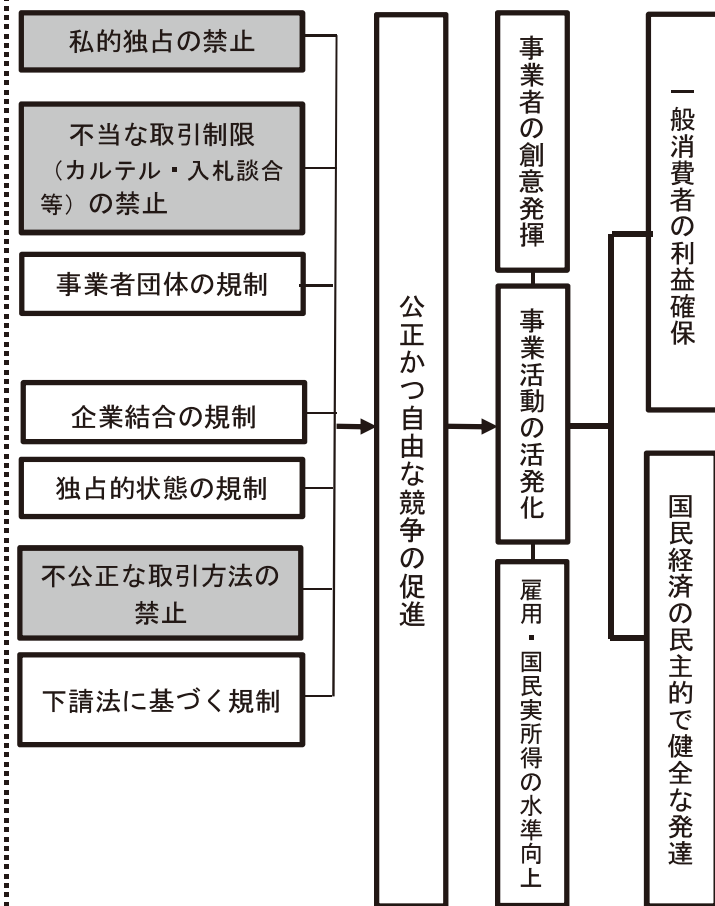 私的独占の禁止
不当な取引制限
（カルテル・入札談合
等）の禁止
事業者団体の規制
企業結合の規制
独占的状態の規制
不公正な取引方法の
禁止
下請法に基づく規制
公正かつ自由な競争の促進
事業者の創意発揮
事業活動の活発化
雇用・国民実所得の水準向上
一般消費者の利益確保
国民経済の民主的で健全な発達